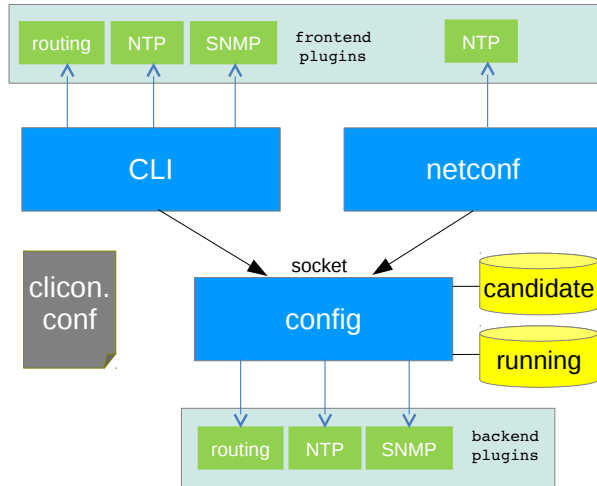 routing
NTP
SNMP
frontend
plugins
NTP
CLI
netconf
socket
clicon.
conf
config
candidate
running
routing
NTP
SNMP
backend
plugins